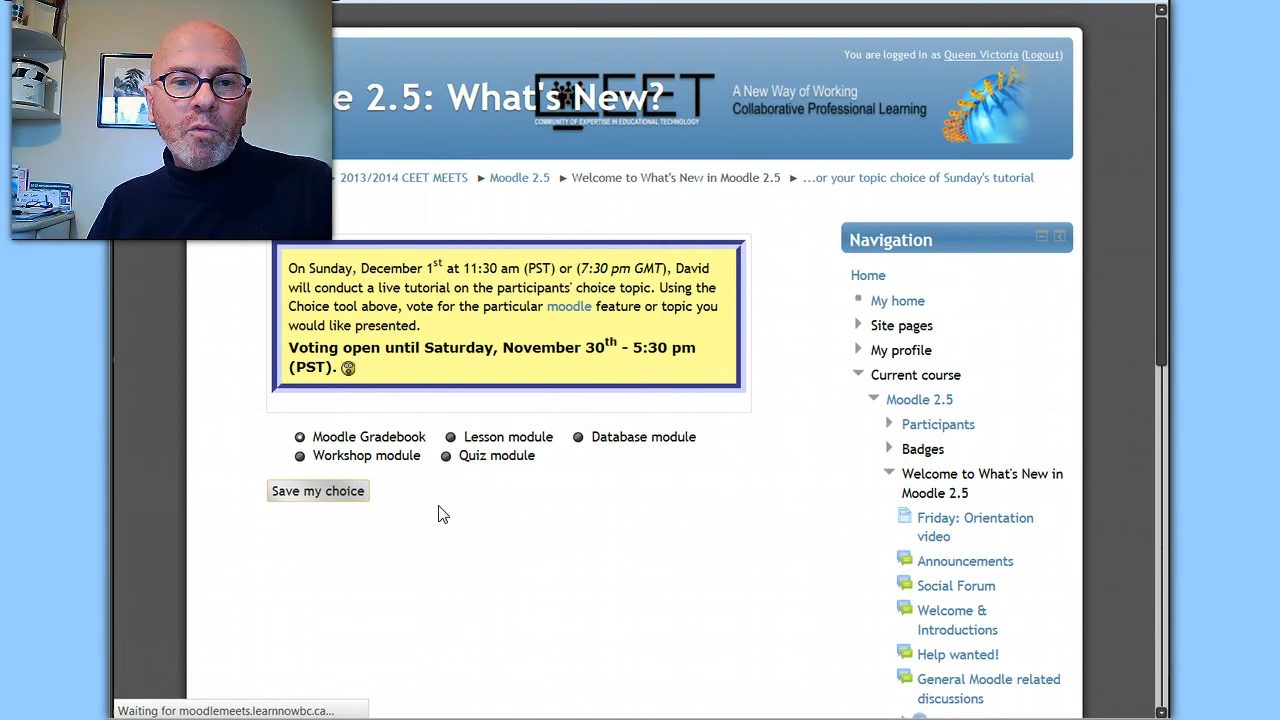 You are logged in as Queen Victoria (Logout)
e 2.5: What's New?
CEET
COMMUNITY OF EXPERTISE IN EDUCATIONAL TECHNOLOGY
A New Way of Working
Collaborative Professional Learning
► 2013/2014 CEET MEETS ► Moodle 2.5 ► Welcome to What's New in Moodle 2.5 ► ...or your topic choice of Sunday's tutorial
On Sunday, December 1st at 11:30 am (PST) or (7:30 pm GMT), David
will conduct a live tutorial on the participants' choice topic. Using the
Choice tool above, vote for the particular moodle feature or topic you
would like presented.
Voting open until Saturday, November 30th - 5:30 pm
(PST).
Moodle Gradebook Lesson module Database module
Workshop module Quiz module
Save my choice
Navigation
Home
My home
Site pages
My profile
Current course
Moodle 2.5
Participants
Badges
Welcome to What's New in
Moodle 2.5
Friday: Orientation
video
Announcements
Social Forum
Welcome &
Introductions
Help wanted!
General Moodle related
discussions
Waiting for moodlemeets.learnnowbc.ca...